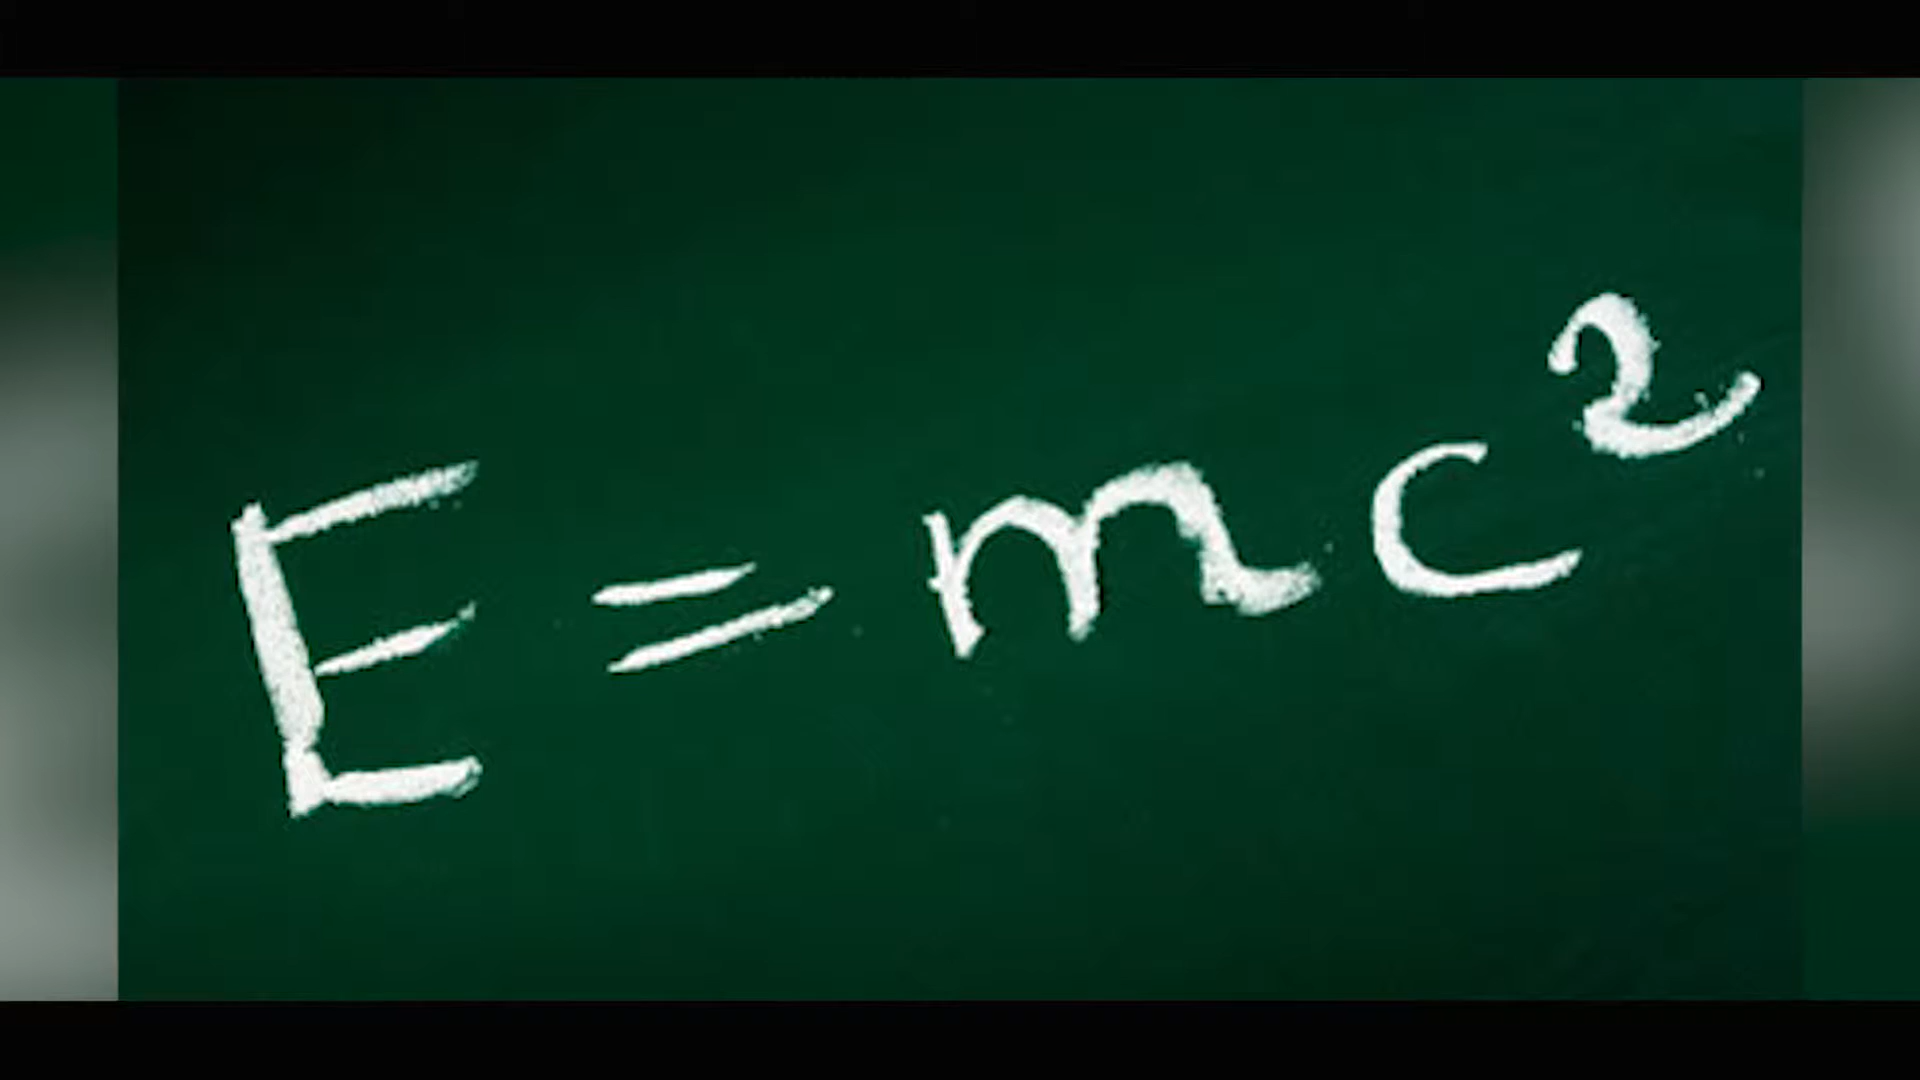 E = mc²